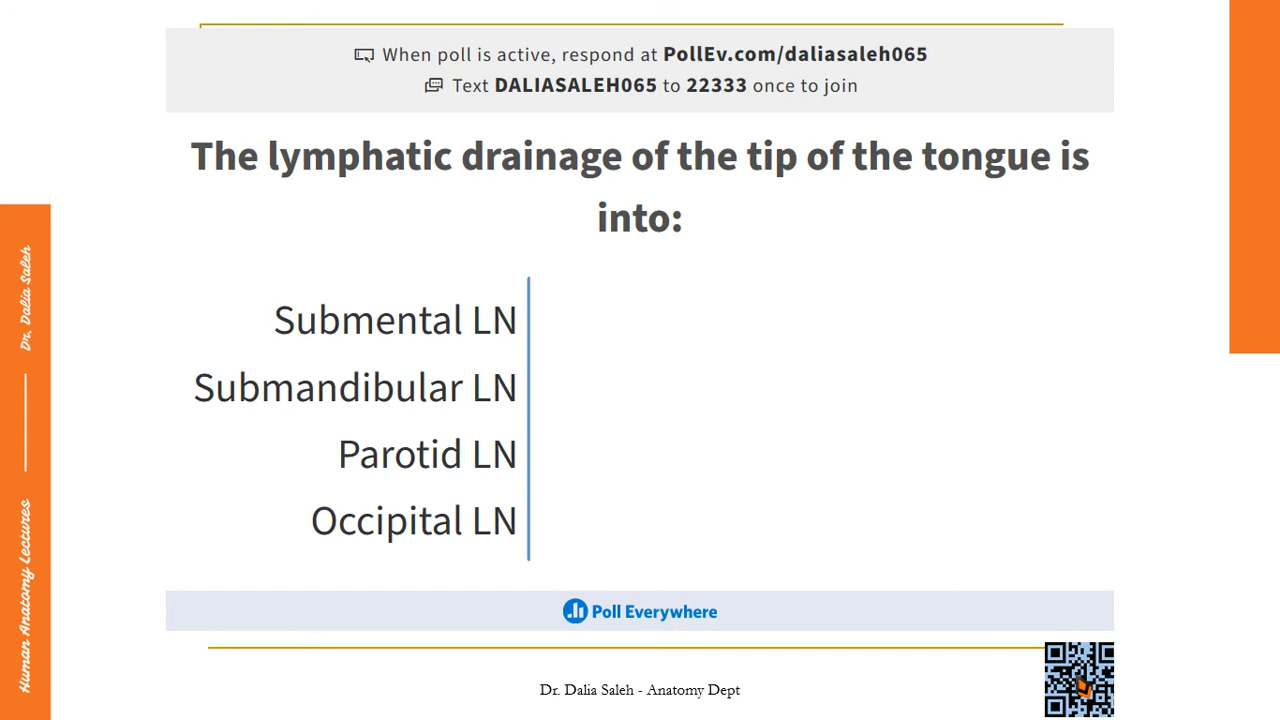 When poll is active, respond at PollEv.com/daliasaleh065
Text DALIASALEH065 to 22333 once to join
The lymphatic drainage of the tip of the tongue is
into:
Submental LN
Submandibular LN
Parotid LN
Occipital LN
Poll Everywhere
Dr. Dalia Saleh - Anatomy Dept
Dr. Dalia Saleh
Human Anatomy Lectures